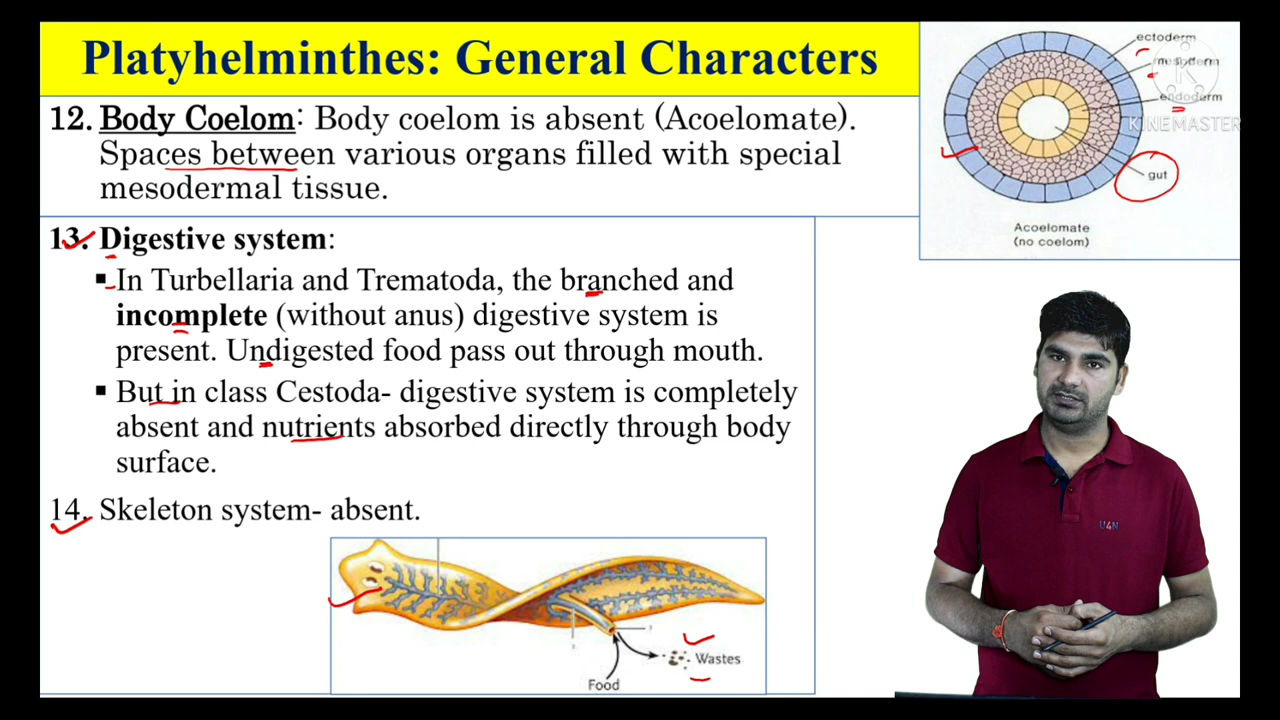 Platyhelminthes: General Characters
12. Body Coelom: Body coelom is absent (Acoelomate).
Spaces between various organs filled with special
mesodermal tissue.
13. Digestive system:
▪ In Turbellaria and Trematoda, the branched and
incomplete (without anus) digestive system is
present. Undigested food pass out through mouth.
▪ But in class Cestoda- digestive system is completely
absent and nutrients absorbed directly through body
surface.
14. Skeleton system- absent.
Wastes
Food
ectoderm
mesoderm
endoderm
KINEMASTER
gut
Acoelomate
(no coelom)
U4N